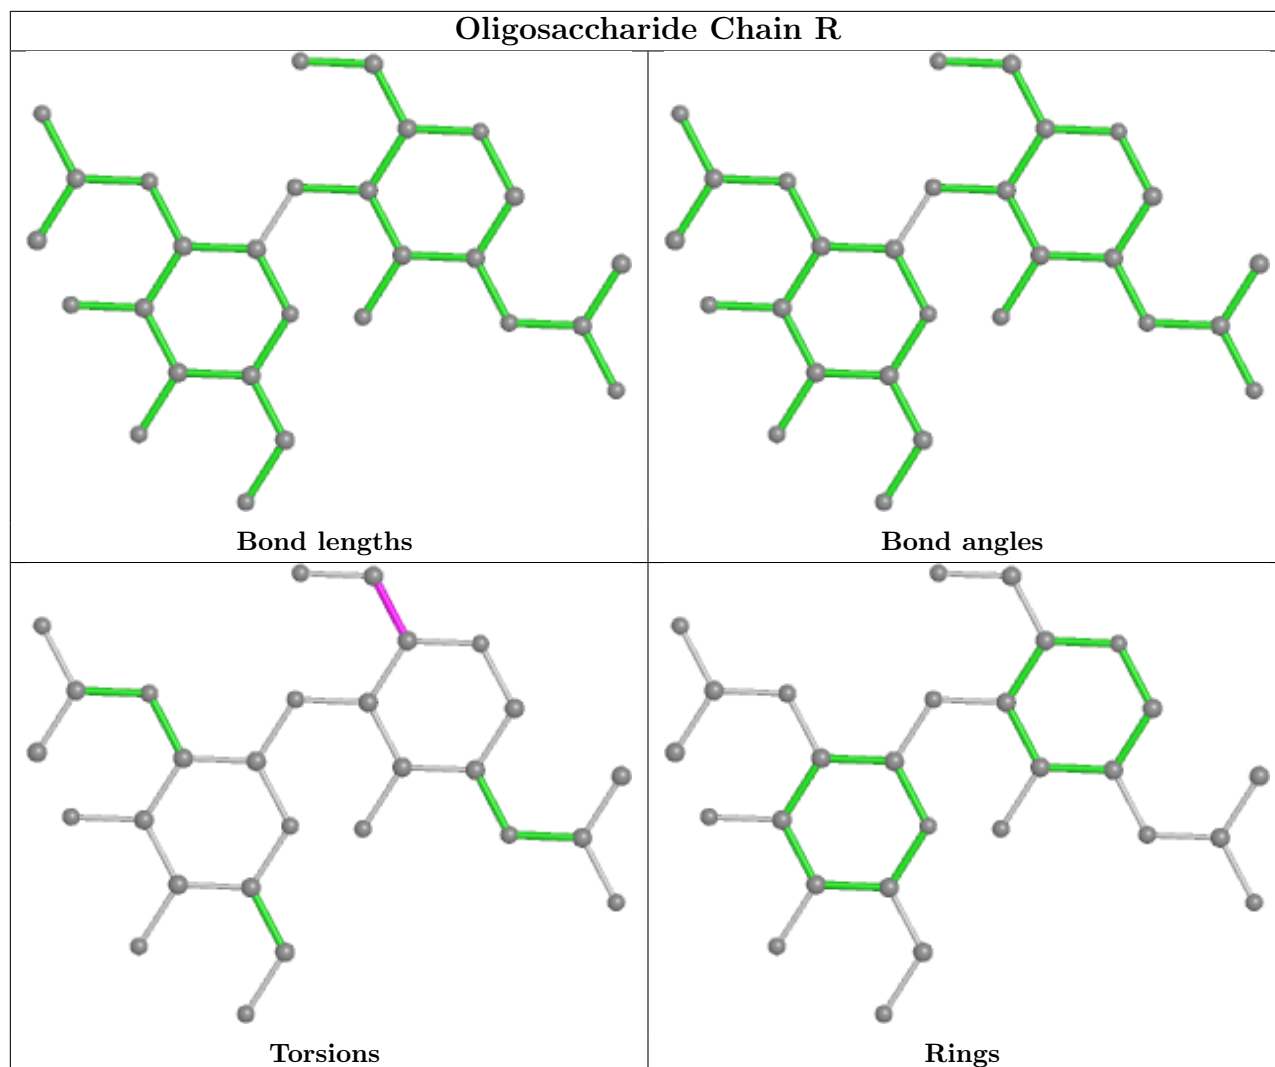 Oligosaccharide Chain R
Bond lengths
Bond angles
Torsions
Rings